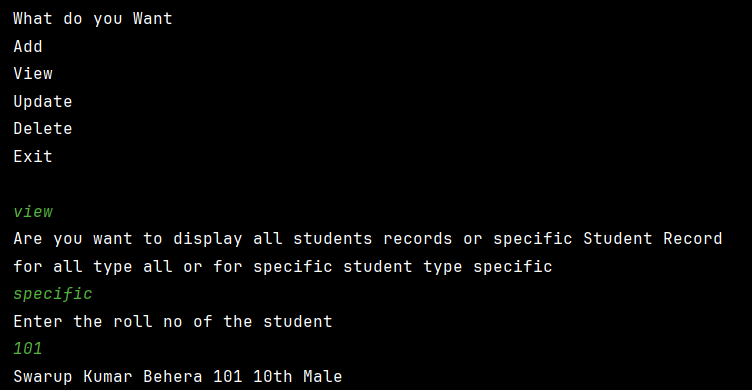 What do you Want
Add
View
Update
Delete
Exit
view
Are you want to display all students records or specific Student Record
for all type all or for specific student type specific
specific
Enter the roll no of the student
101
Swarup Kumar Behera 101 10th Male